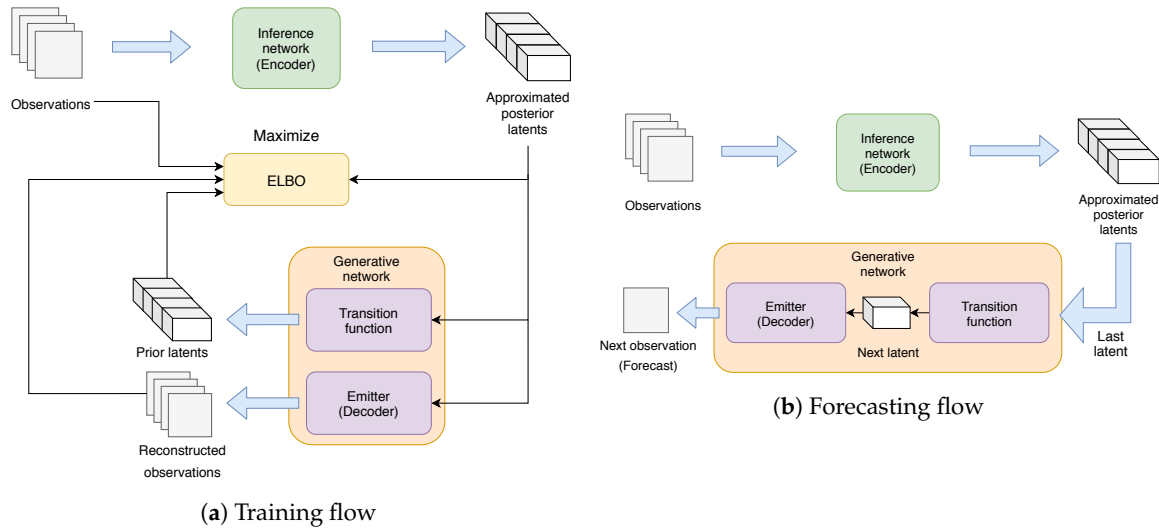 Observations
Inference
network
(Encoder)
Approximated
posterior
latents
Maximize
ELBO
Generative
network
Transition
function
Prior latents
Emitter
(Decoder)
Reconstructed
observations
(a) Training flow
Observations
Inference
network
(Encoder)
Approximated
posterior
latents
Generative
network
Emitter
(Decoder)
Next latent
Transition
function
Last
latent
Next observation
(Forecast)
(b) Forecasting flow